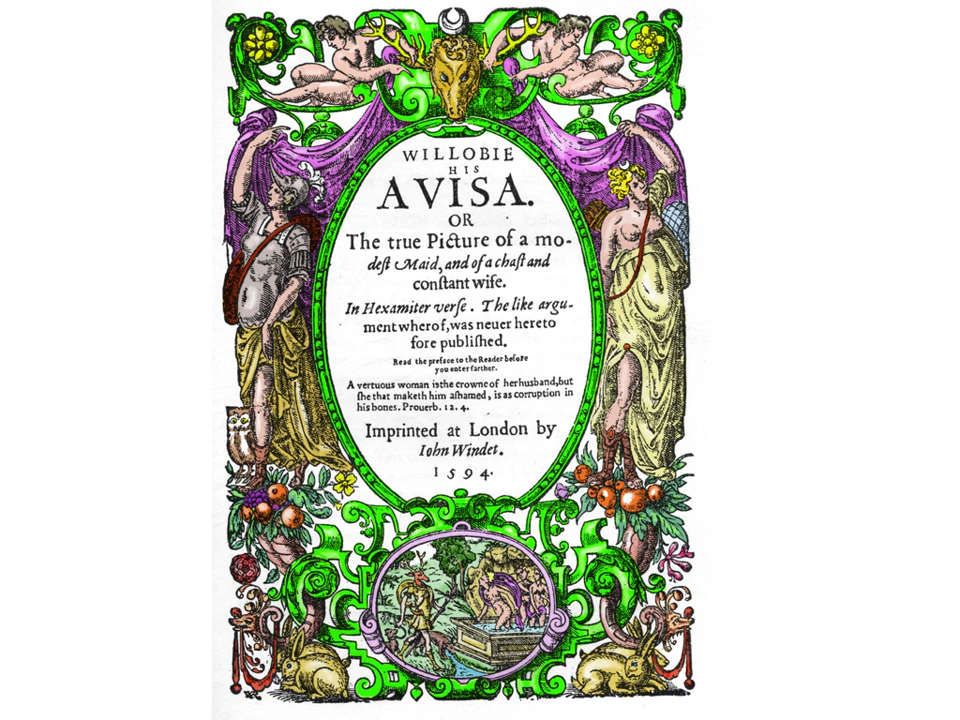 WILLOBIE
HIS
AVISA.
OR
The true Picture of a mo-
deſt Maid, and of a chaſt and
conſtant wife.
In Hexamiter verſe. The like argu-
ment wherof, was neuer hereto
fore publiſhed.
Read the preface to the Reader before
you enter farther.
A vertuous woman is the crowne of her husband, but
ſhe that maketh him aſhamed, is as corruption in
his bones. Prouerb. 12. 4.
Imprinted at London by
Iohn Windet.
1594.